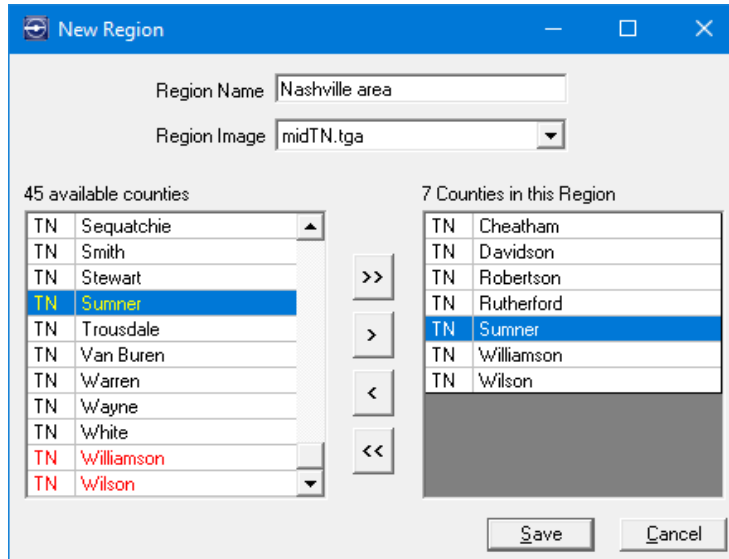 New Region
Region Name Nashville area
Region Image midTN.tga
45 available counties
TN Sequatchie
TN Smith
TN Stewart
TN Sumner
TN Trousdale
TN Van Buren
TN Warren
TN Wayne
TN White
TN Williamson
TN Wilson
>>
>
<
<<
7 Counties in this Region
TN Cheatham
TN Davidson
TN Robertson
TN Rutherford
TN Sumner
TN Williamson
TN Wilson
Save Cancel